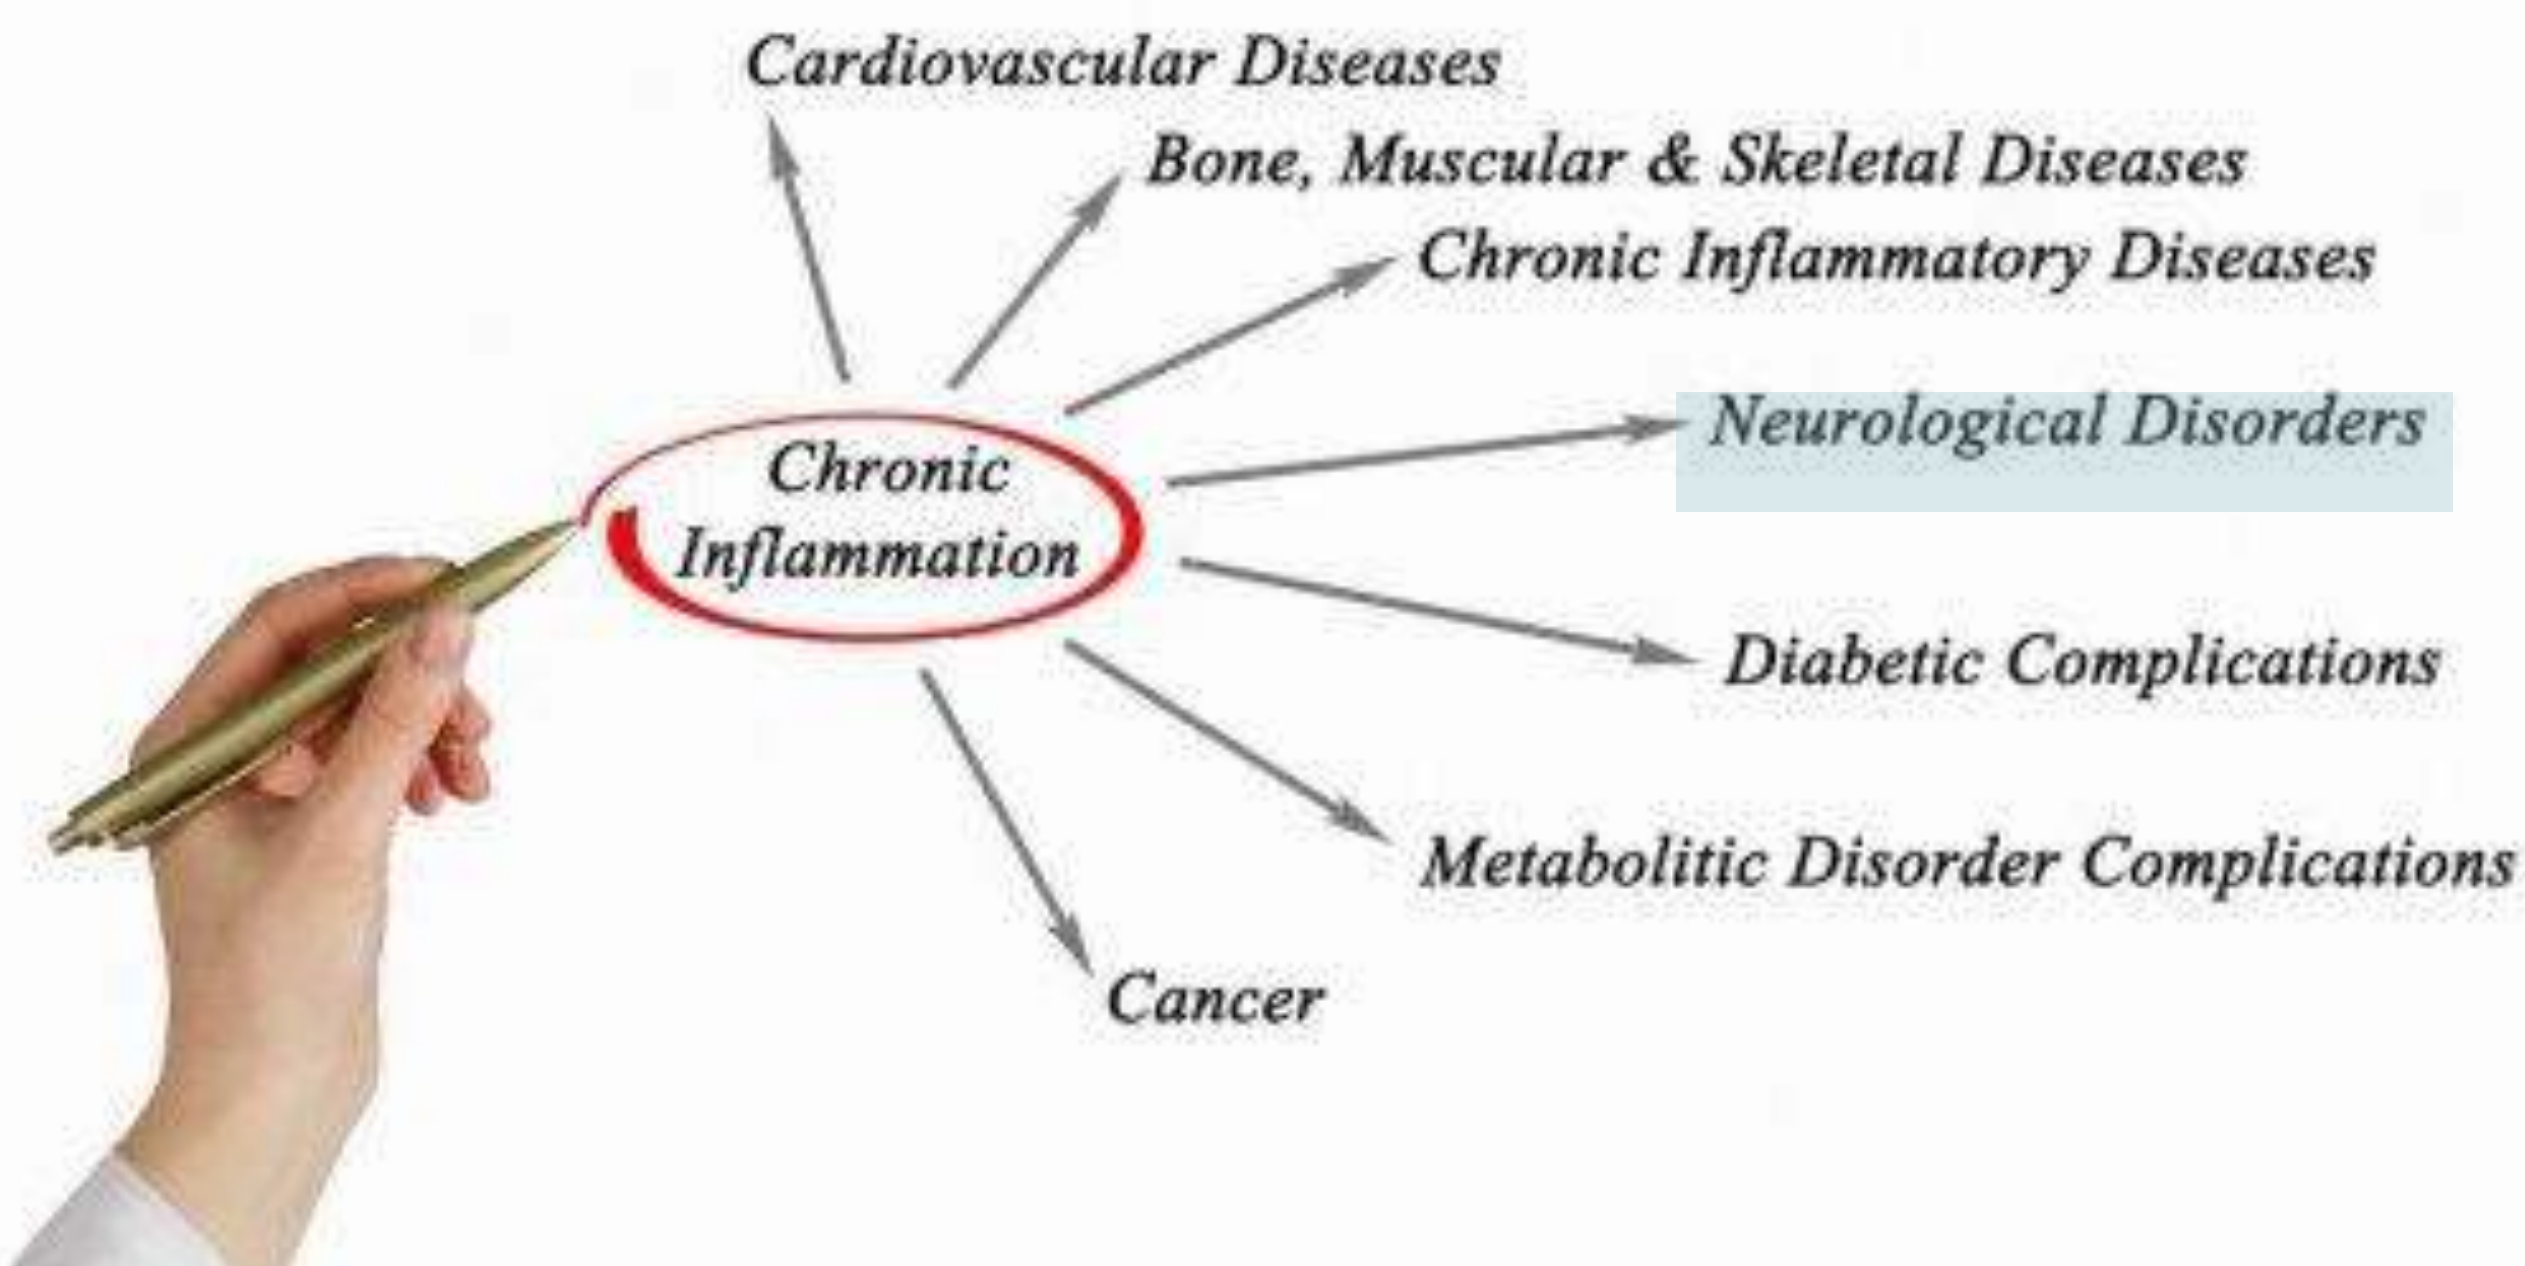 Cardiovascular Diseases
Bone, Muscular & Skeletal Diseases
Chronic Inflammatory Diseases
Neurological Disorders
Chronic
Inflammation
Diabetic Complications
Metabolitic Disorder Complications
Cancer